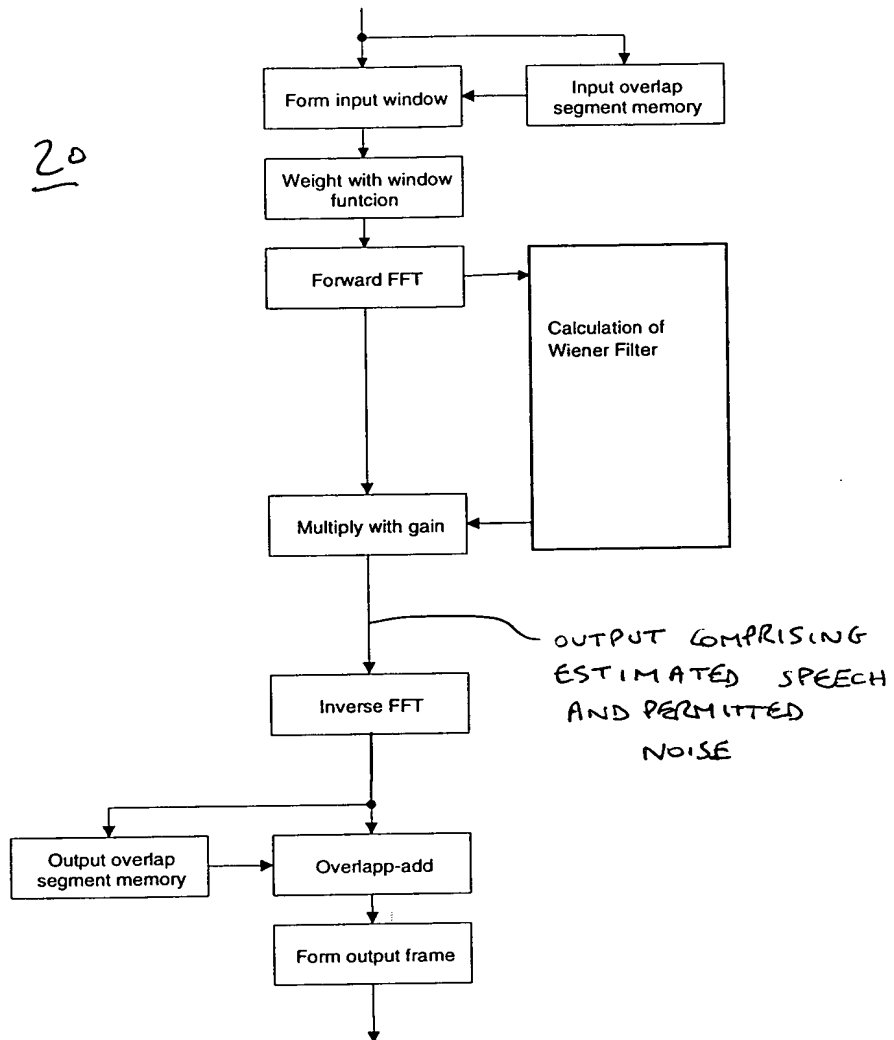 Form input window
Input overlap
segment memory
20
Weight with window
funtcion
Forward FFT
Calculation of
Wiener Filter
Multiply with gain
OUTPUT COMPRISING
ESTIMATED SPEECH
AND PERMITTED
NOISE
Inverse FFT
Output overlap
segment memory
Overlapp-add
Form output frame